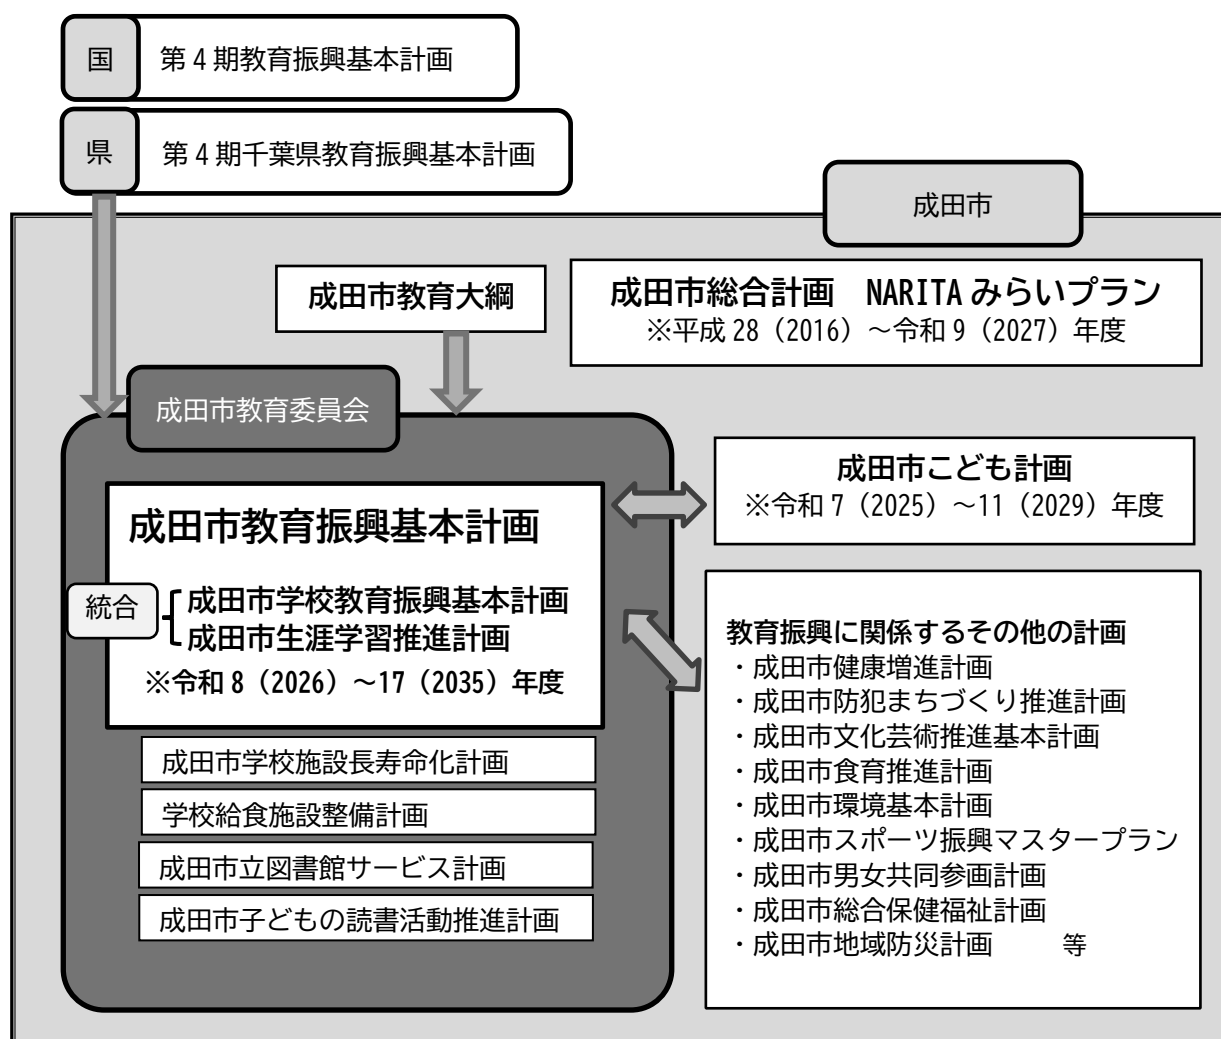 国
第4期教育振興基本計画
県
第4期千葉県教育振興基本計画
成田市
成田市教育大綱
成田市総合計画　NARITAみらいプラン
※平成28（2016）～令和9（2027）年度
成田市教育委員会
成田市教育振興基本計画
統合
成田市学校教育振興基本計画
成田市生涯学習推進計画
※令和8（2026）～17（2035）年度
成田市学校施設長寿命化計画
学校給食施設整備計画
成田市立図書館サービス計画
成田市子どもの読書活動推進計画
成田市こども計画
※令和7（2025）～11（2029）年度
教育振興に関係するその他の計画
・成田市健康増進計画
・成田市防犯まちづくり推進計画
・成田市文化芸術推進基本計画
・成田市食育推進計画
・成田市環境基本計画
・成田市スポーツ振興マスタープラン
・成田市男女共同参画計画
・成田市総合保健福祉計画
・成田市地域防災計画　　等